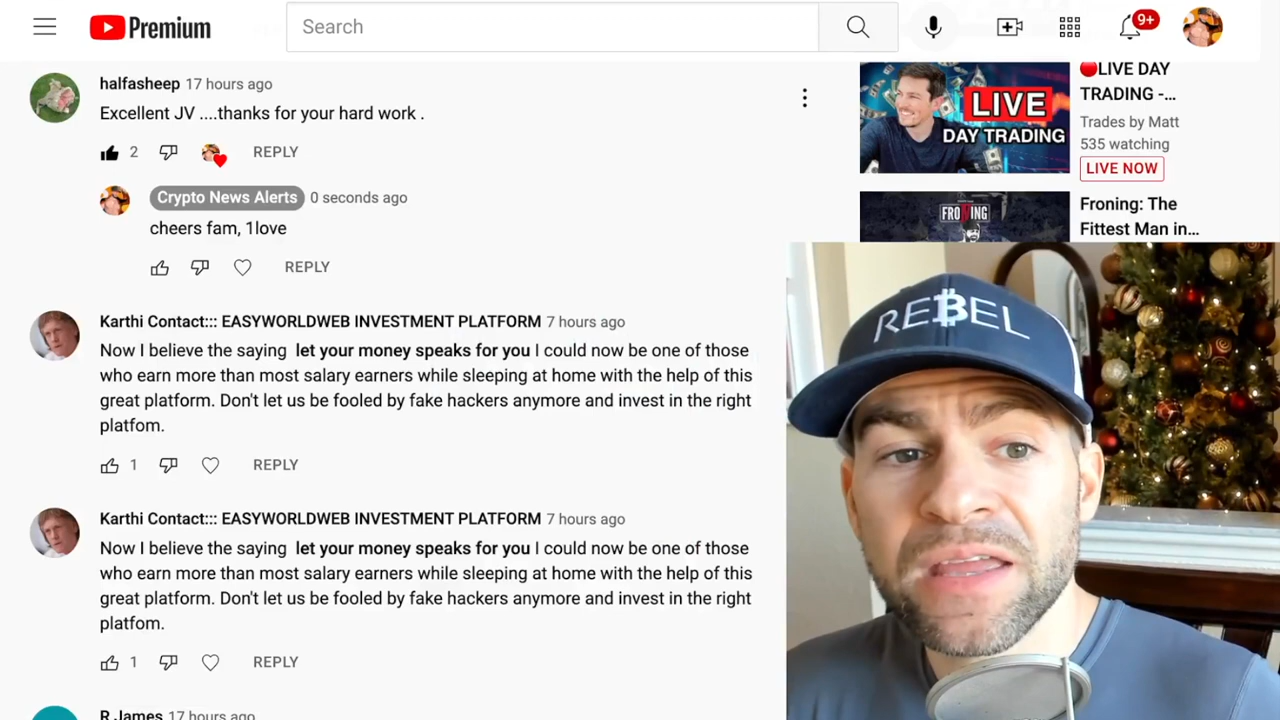 Premium
Search
9+
halfasheep 17 hours ago
Excellent JV ....thanks for your hard work .
2
REPLY
Crypto News Alerts 0 seconds ago
cheers fam, 1love
REPLY
Karthi Contact::: EASYWORLDWEB INVESTMENT PLATFORM 7 hours ago
Now I believe the saying let your money speaks for you I could now be one of those
who earn more than most salary earners while sleeping at home with the help of this
great platform. Don't let us be fooled by fake hackers anymore and invest in the right
platfom.
1
REPLY
Karthi Contact::: EASYWORLDWEB INVESTMENT PLATFORM 7 hours ago
Now I believe the saying let your money speaks for you I could now be one of those
who earn more than most salary earners while sleeping at home with the help of this
great platform. Don't let us be fooled by fake hackers anymore and invest in the right
platfom.
1
REPLY
R James 17 hours ago
LIVE
DAY TRADING
LIVE DAY
TRADING -...
Trades by Matt
535 watching
LIVE NOW
FRONING
Froning: The
Fittest Man in...
RE₿EL